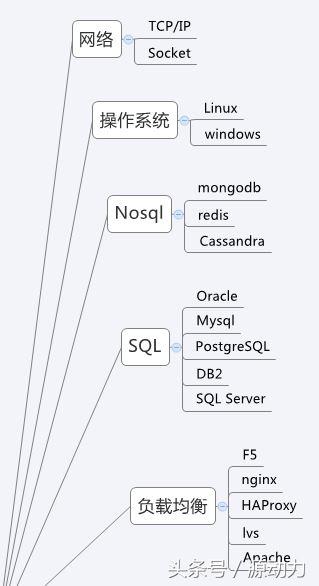 网络
TCP/IP
Socket
操作系统
Linux
windows
Nosql
mongodb
redis
Cassandra
SQL
Oracle
Mysql
PostgreSQL
DB2
SQL Server
负载均衡
F5
nginx
HAProxy
lvs
Apache
头条号/源动力